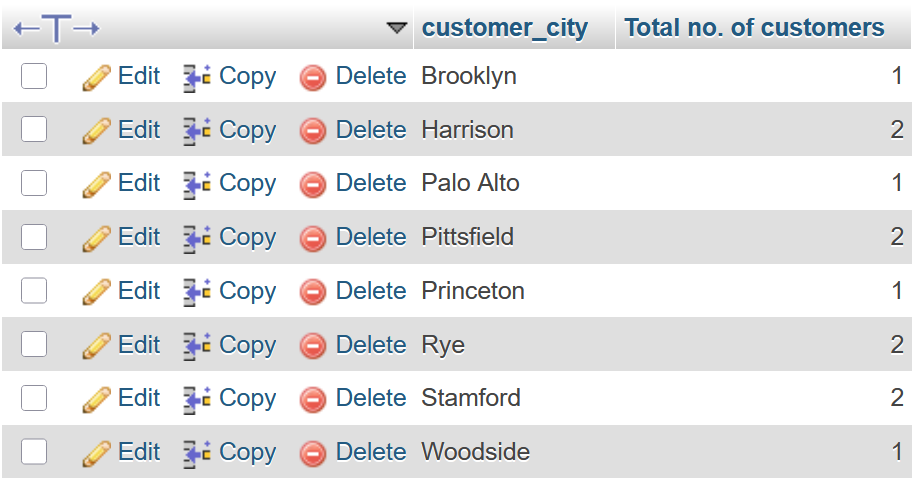 customer_city Total no. of customers
Edit Copy Delete Brooklyn 1
Edit Copy Delete Harrison 2
Edit Copy Delete Palo Alto 1
Edit Copy Delete Pittsfield 2
Edit Copy Delete Princeton 1
Edit Copy Delete Rye 2
Edit Copy Delete Stamford 2
Edit Copy Delete Woodside 1